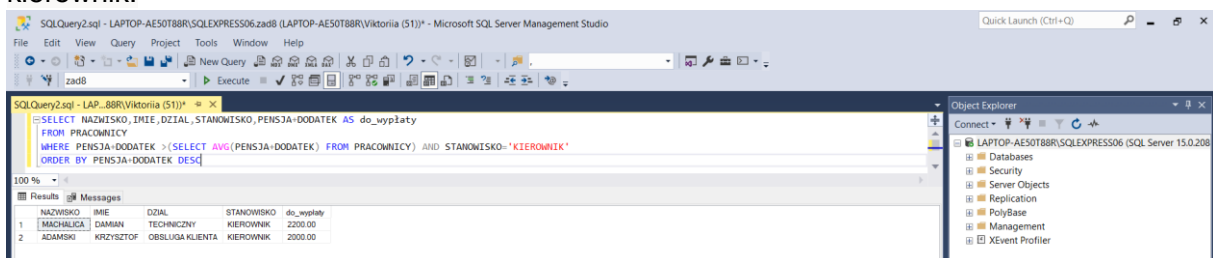 kierownik.
SQLQuery2.sql - LAPTOP-AE50T88R\SQLEXPRESS06.zad8 (LAPTOP-AE50T88R\Viktoriia (51))* - Microsoft SQL Server Management Studio
Quick Launch (Ctrl+Q)
File Edit View Query Project Tools Window Help
New Query
zad8
Execute
SQLQuery2.sql - LAP...88R\Viktoriia (51))*
SELECT NAZWISKO,IMIE,DZIAL,STANOWISKO,PENSJA+DODATEK AS do_wypłaty
FROM PRACOWNICY
WHERE PENSJA+DODATEK >(SELECT AVG(PENSJA+DODATEK) FROM PRACOWNICY) AND STANOWISKO='KIEROWNIK'
ORDER BY PENSJA+DODATEK DESC
100 %
Results Messages
NAZWISKO IMIE DZIAL STANOWISKO do_wypłaty
1 MACHALICA DAMIAN TECHNICZNY KIEROWNIK 2200.00
2 ADAMSKI KRZYSZTOF OBSLUGA KLIENTA KIEROWNIK 2000.00
Object Explorer
Connect
LAPTOP-AE50T88R\SQLEXPRESS06 (SQL Server 15.0.208
Databases
Security
Server Objects
Replication
PolyBase
Management
XEvent Profiler